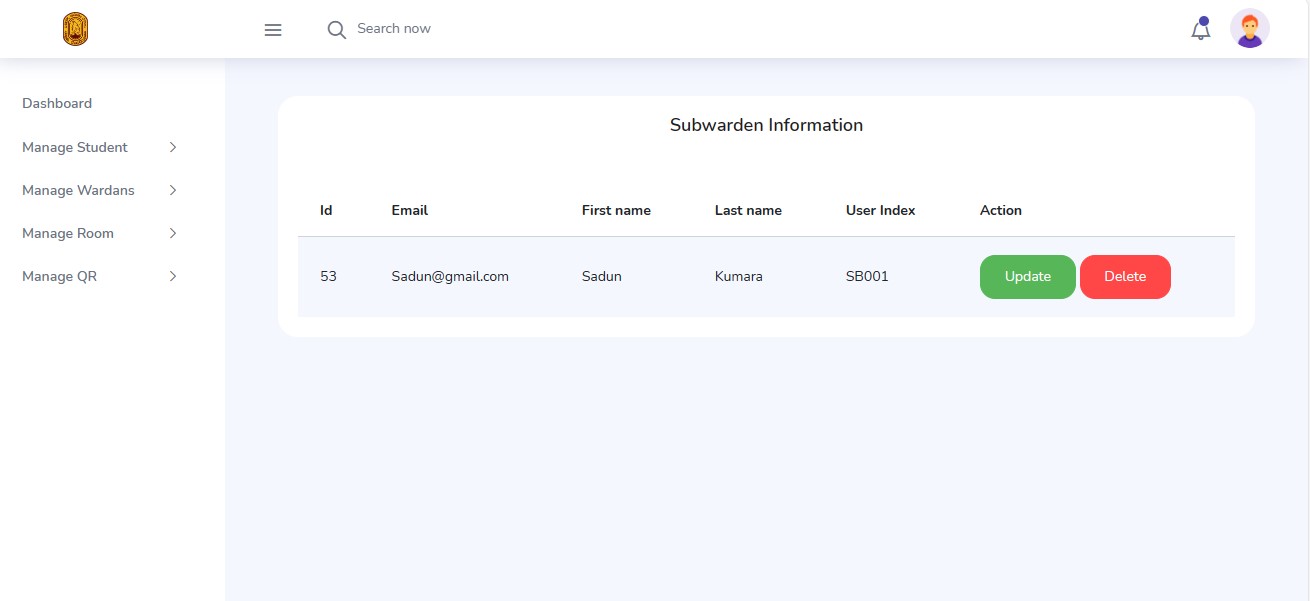 Search now
Dashboard
Manage Student
Manage Wardans
Manage Room
Manage QR
Subwarden Information
Id Email First name Last name User Index Action
53 Sadun@gmail.com Sadun Kumara SB001 Update Delete